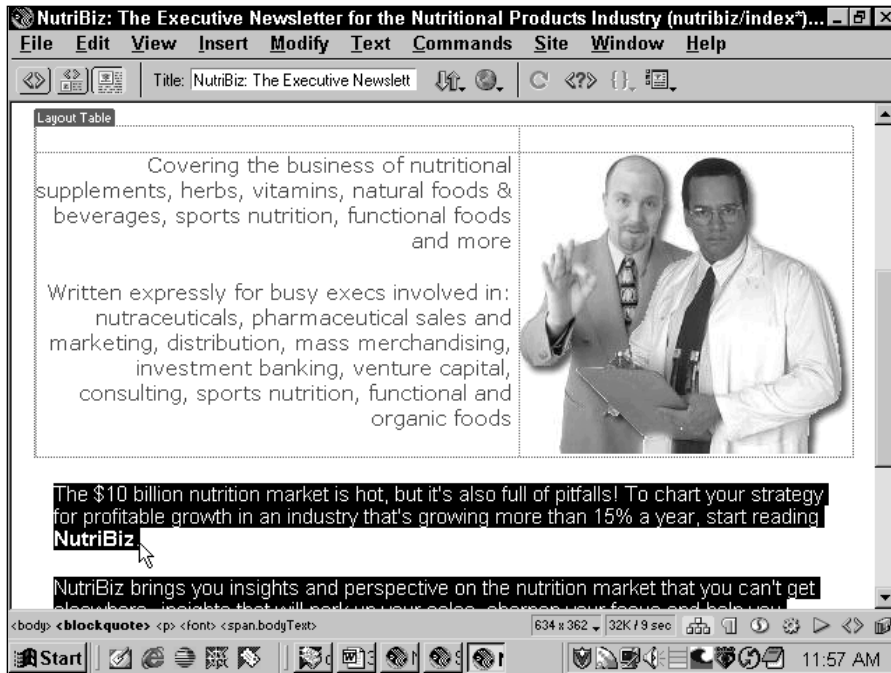 NutriBiz: The Executive Newsletter for the Nutritional Products Industry (nutribiz/index*)...
File Edit View Insert Modify Text Commands Site Window Help
Title: NutriBiz: The Executive Newslett
Layout Table
Covering the business of nutritional
supplements, herbs, vitamins, natural foods &
beverages, sports nutrition, functional foods
and more
Written expressly for busy execs involved in:
nutraceuticals, pharmaceutical sales and
marketing, distribution, mass merchandising,
investment banking, venture capital,
consulting, sports nutrition, functional and
organic foods
The $10 billion nutrition market is hot, but it's also full of pitfalls! To chart your strategy
for profitable growth in an industry that's growing more than 15% a year, start reading
NutriBiz.
NutriBiz brings you insights and perspective on the nutrition market that you can't get
<body> <blockquote> <p> <font> <span.bodyText>
634 x 362 32K / 9 sec
Start
11:57 AM